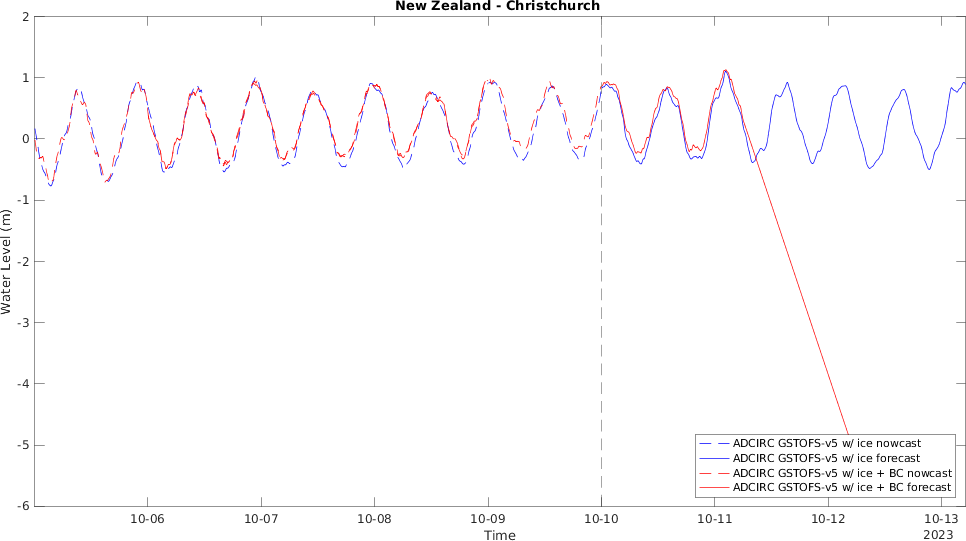 New Zealand - Christchurch
Water Level (m)
2
1
0
-1
-2
-3
-4
-5
-6
ADCIRC GSTOFS-v5 w/ ice nowcast
ADCIRC GSTOFS-v5 w/ ice forecast
ADCIRC GSTOFS-v5 w/ ice + BC nowcast
ADCIRC GSTOFS-v5 w/ ice + BC forecast
10-06 10-07 10-08 10-09 10-10 10-11 10-12 10-13
2023
Time